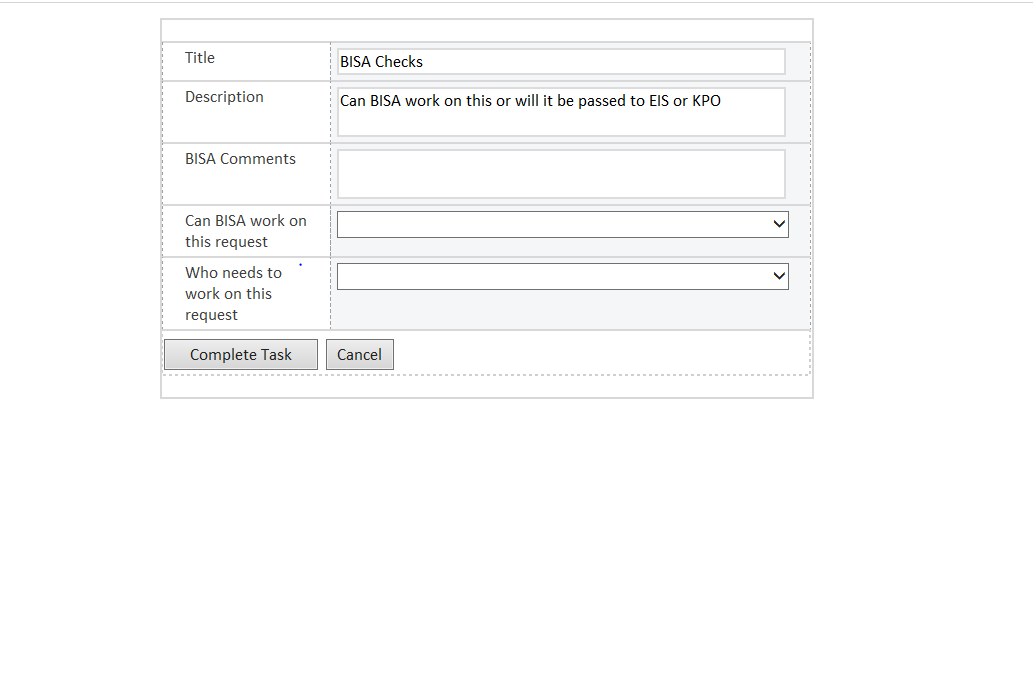 Title
BISA Checks
Description
Can BISA work on this or will it be passed to EIS or KPO
BISA Comments
Can BISA work on
this request
Who needs to
work on this
request
Complete Task
Cancel